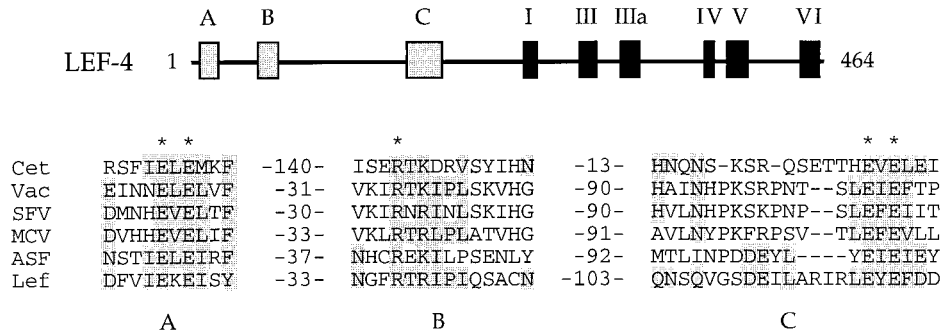 A B C I III IIIa IV V VI
LEF-4 1 464
* * * * *
Cet RSFIELEMKF -140- ISERTKDRVSYIHN -13- HNQNS-KSR-QSETTHEVELEI
Vac EINNELELVF -31- VKIRTKIPLSKVHG -90- HAINHPKSRPNT--SLEIEFTP
SFV DMNHEVELTF -30- VKIRNRINLSKIHG -90- HVLNHPKSKPNP--SLEFEIIT
MCV DVHHEVELIF -33- VKLRTRLPLATVHG -91- AVLNYPKFRPSV--TLEFEVLL
ASF NSTIELEIRF -37- NHCREKILPSENLY -92- MTLINPDDEYL----YEIEIEY
Lef DFVIEKEISY -33- NGFRTRIPIQSACN -103- QNSQVGSDEILARIRLEYEFDD
A B C